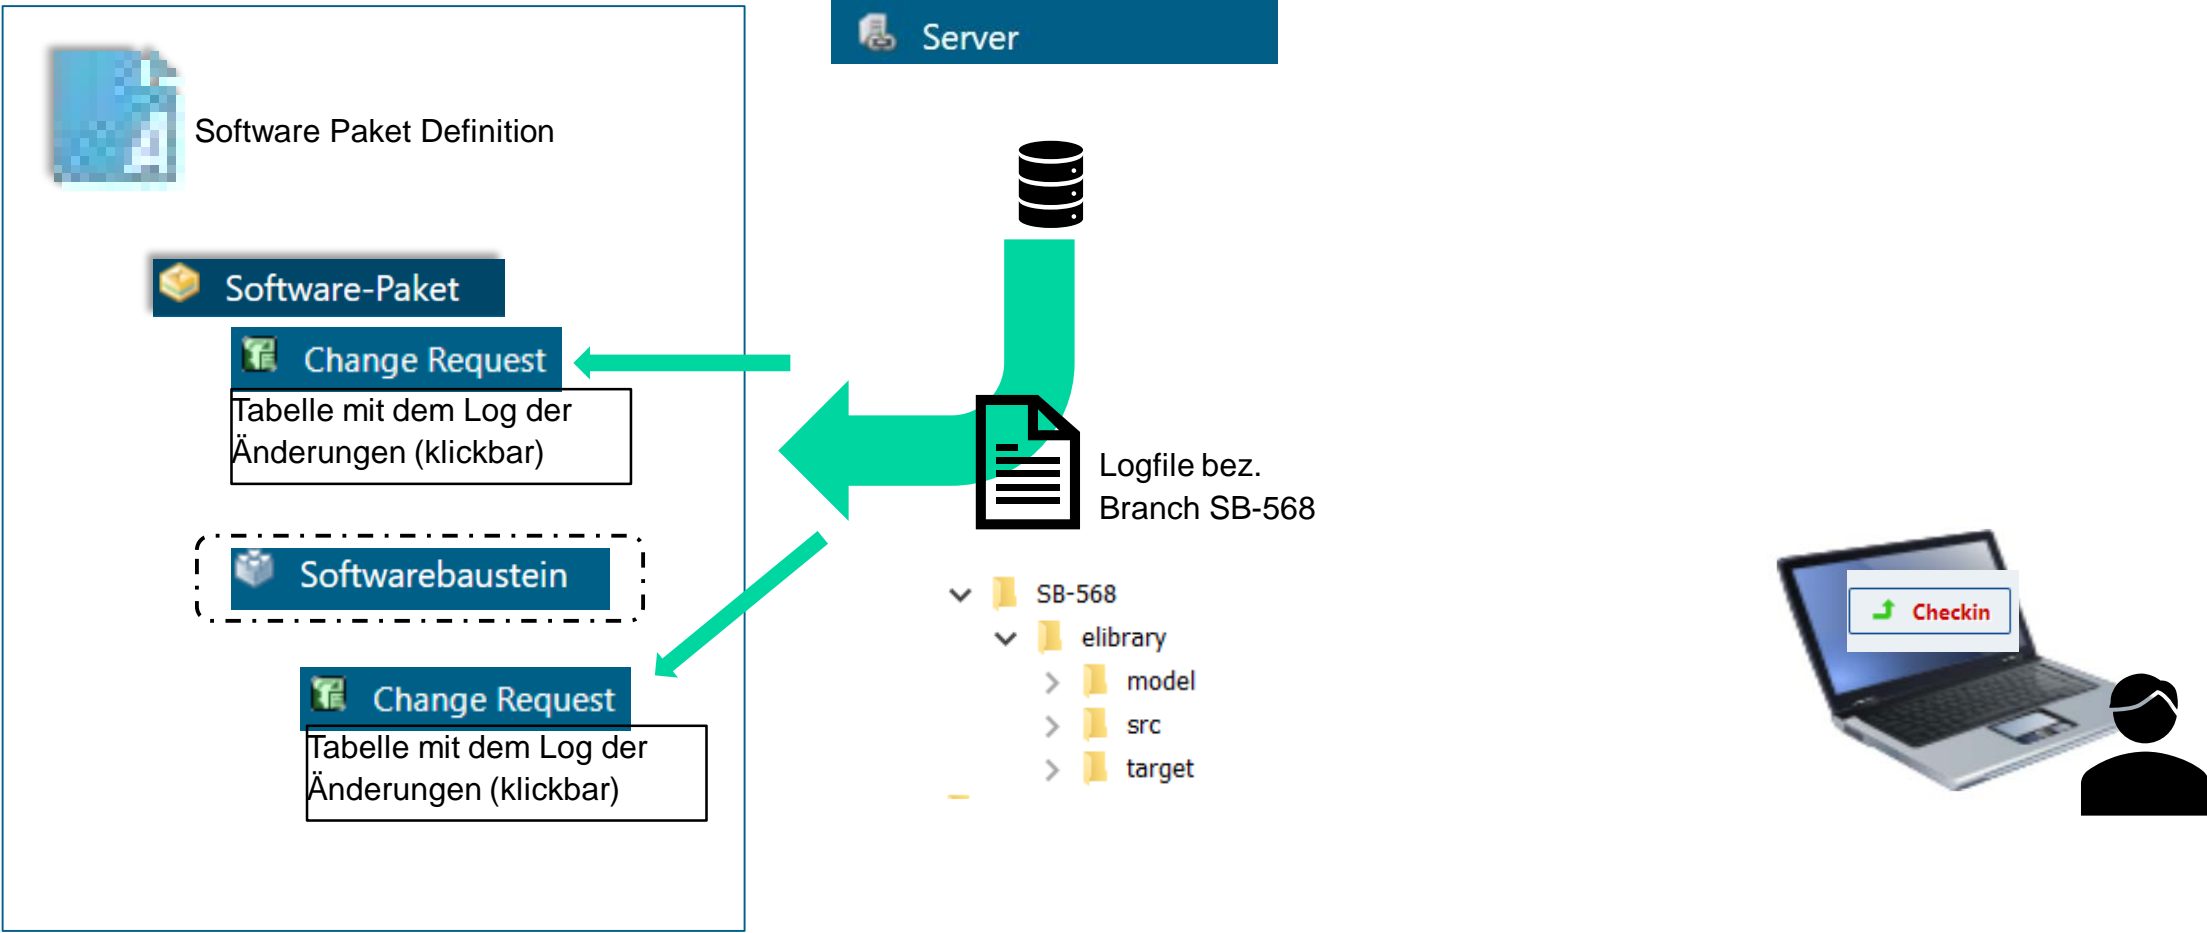 Server
Software Paket Definition
Software-Paket
Change Request
Tabelle mit dem Log der
Änderungen (klickbar)
Logfile bez.
Branch SB-568
Softwarebaustein
SB-568
elibrary
model
src
target
Checkin
Change Request
Tabelle mit dem Log der
Änderungen (klickbar)